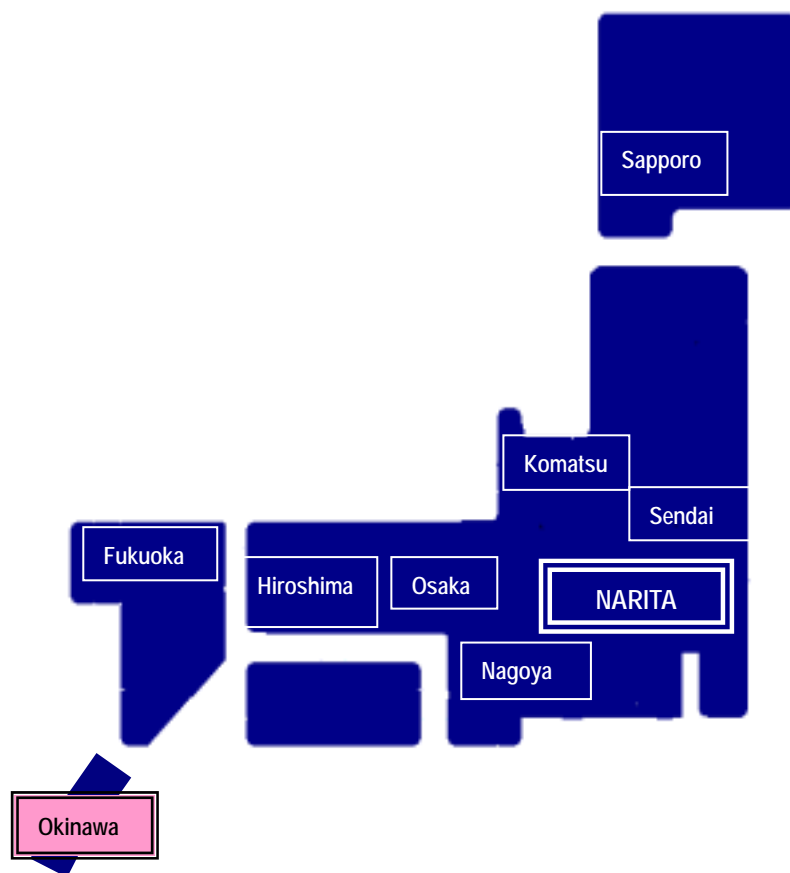 Sapporo
Komatsu
Sendai
Fukuoka
Hiroshima
Osaka
NARITA
Nagoya
Okinawa